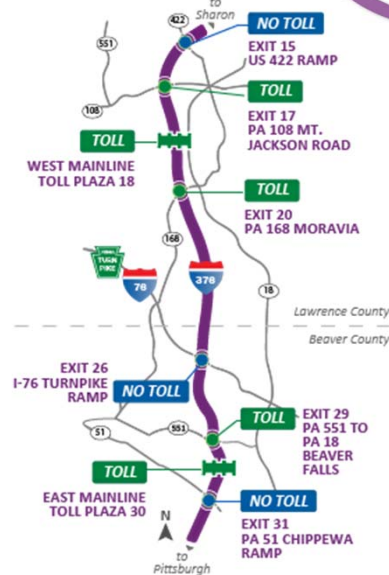 to
Sharon
422
NO TOLL
EXIT 15
US 422 RAMP
551
TOLL
108
EXIT 17
PA 108 MT.
JACKSON ROAD
TOLL
WEST MAINLINE
TOLL PLAZA 18
TOLL
EXIT 20
PA 168 MORAVIA
168
TURN
PIKE
76
376
18
Lawrence County
Beaver County
EXIT 26
I-76 TURNPIKE
RAMP
NO TOLL
TOLL
EXIT 29
PA 551 TO
PA 18
BEAVER
FALLS
51
551
TOLL
EAST MAINLINE
TOLL PLAZA 30
NO TOLL
EXIT 31
PA 51 CHIPPEWA
RAMP
N
to
Pittsburgh